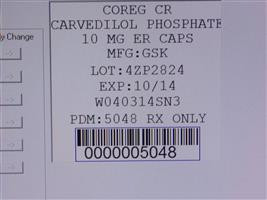 COREG CR
CARVEDILOL PHOSPHATE
y Change
10 MG ER CAPS
MFG:GSK
LOT:4ZP2824
EXP:10/14
W040314SN3
PDM:5048 RX ONLY
0000005048